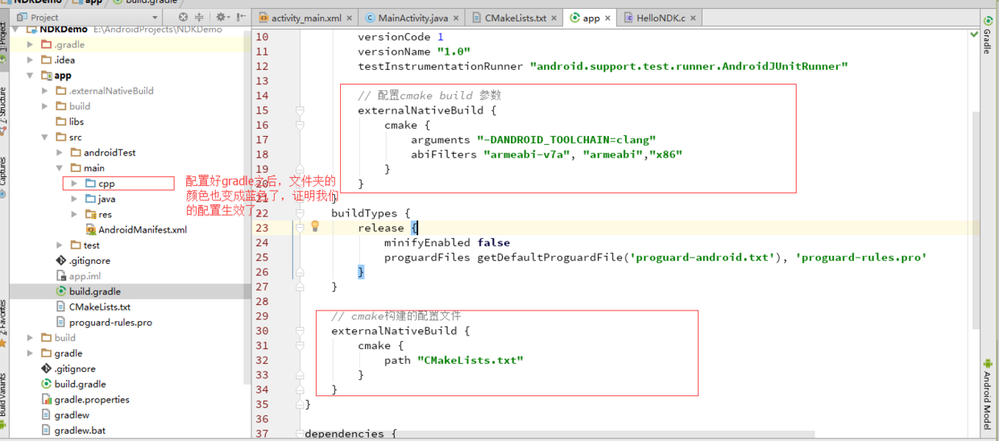 NDKDemo app build.gradle
Project
activity_main.xml MainActivity.java CMakeLists.txt app HelloNDK.c
1: Project
7: Structure
Captures
2: Favorites
Build Variants
NDKDemo E:\AndroidProjects\NDKDemo
.gradle
.idea
app
.externalNativeBuild
build
libs
src
androidTest
main
cpp
java
res
AndroidManifest.xml
test
.gitignore
app.iml
build.gradle
CMakeLists.txt
proguard-rules.pro
build
gradle
.gitignore
build.gradle
gradle.properties
gradlew
gradlew.bat
配置好gradle之后，文件夹的
颜色也变成蓝色了，证明我们
的配置生效了
10 versionCode 1
11 versionName "1.0"
12 testInstrumentationRunner "android.support.test.runner.AndroidJUnitRunner"
13
14 // 配置cmake build 参数
15 externalNativeBuild {
16 cmake {
17 arguments "-DANDROID_TOOLCHAIN=clang"
18 abiFilters "armeabi-v7a", "armeabi","x86"
19 }
20 }
21 }
22 buildTypes {
23 release {
24 minifyEnabled false
25 proguardFiles getDefaultProguardFile('proguard-android.txt'), 'proguard-rules.pro'
26 }
27 }
28
29 // cmake构建的配置文件
30 externalNativeBuild {
31 cmake {
32 path "CMakeLists.txt"
33 }
34 }
35 }
36
37 dependencies {
Gradle
Android Model